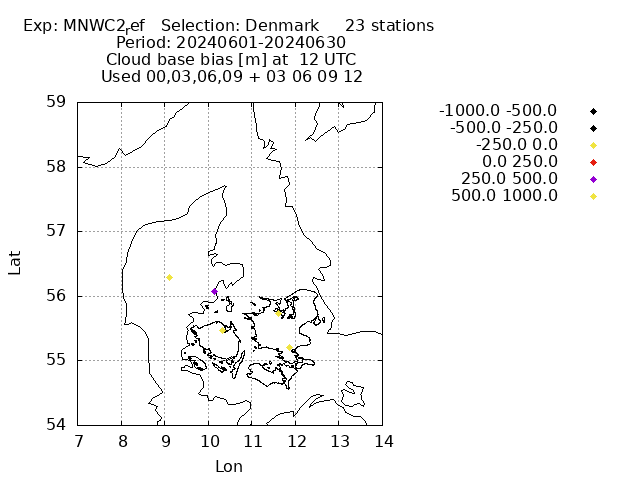 Exp: MNWC2ref   Selection: Denmark     23 stations
Period: 20240601-20240630
Cloud base bias [m] at  12 UTC
Used 00,03,06,09 + 03 06 09 12
-1000.0 -500.0
-500.0 -250.0
-250.0 0.0
0.0 250.0
250.0 500.0
500.0 1000.0
59
58
57
56
55
54
Lat
7 8 9 10 11 12 13 14
Lon